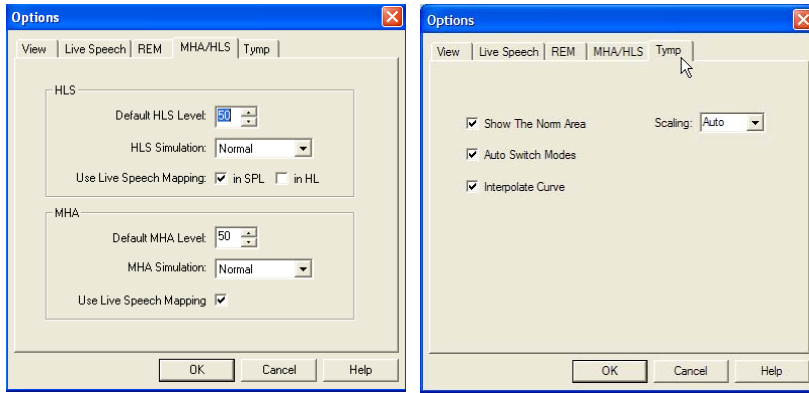 Options
View Live Speech REM MHA/HLS Tymp
HLS
Default HLS Level: 50
HLS Simulation: Normal
Use Live Speech Mapping: in SPL in HL
MHA
Default MHA Level: 50
MHA Simulation: Normal
Use Live Speech Mapping
OK Cancel Help
Options
View Live Speech REM MHA/HLS Tymp
Show The Norm Area Scaling: Auto
Auto Switch Modes
Interpolate Curve
OK Cancel Help